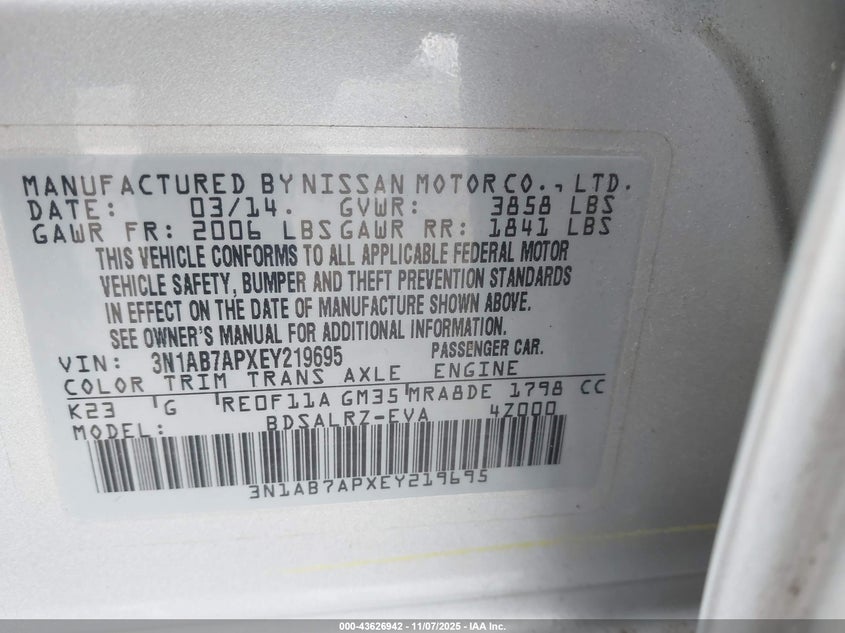 MANUFACTURED BY NISSAN MOTOR CO., LTD.
DATE: 03/14. GVWR: 3858 LBS
GAWR FR: 2006 LBS GAWR RR: 1841 LBS
THIS VEHICLE CONFORMS TO ALL APPLICABLE FEDERAL MOTOR
VEHICLE SAFETY, BUMPER AND THEFT PREVENTION STANDARDS
IN EFFECT ON THE DATE OF MANUFACTURE SHOWN ABOVE.
SEE OWNER'S MANUAL FOR ADDITIONAL INFORMATION.
VIN: 3N1AB7APXEY219695 PASSENGER CAR.
COLOR TRIM TRANS AXLE ENGINE
K23 G RE0F11A GM35 MRA8DE 1798 CC
MODEL: BDSALRZ-EVA 4Z000
3N1AB7APXEY219695
000-43626942 - 11/07/2025 - IAA Inc.